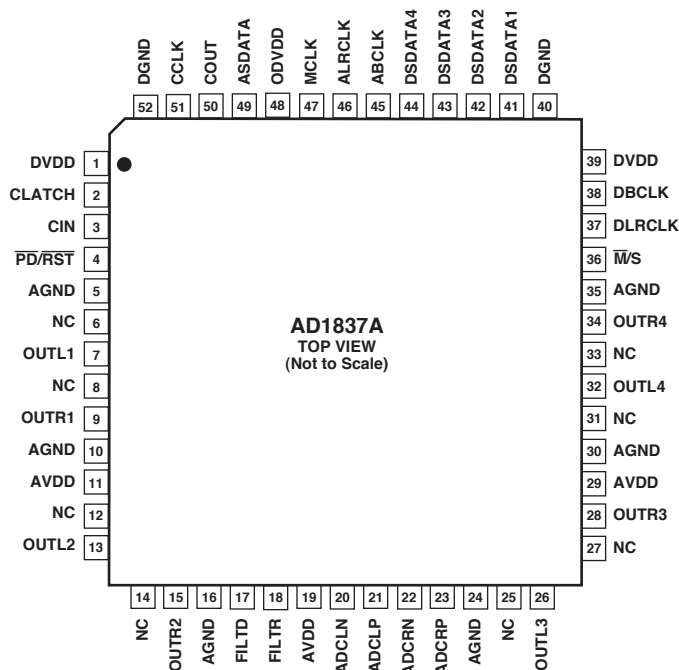 DGND
CCLK
COUT
ASDATA
ODVDD
MCLK
ALRCLK
ABCLK
DSDATA4
DSDATA3
DSDATA2
DSDATA1
DGND
52 51 50 49 48 47 46 45 44 43 42 41 40
DVDD 1
CLATCH 2
CIN 3
PD/RST 4
AGND 5
NC 6
OUTL1 7
NC 8
OUTR1 9
AGND 10
AVDD 11
NC 12
OUTL2 13
AD1837A
TOP VIEW
(Not to Scale)
39 DVDD
38 DBCLK
37 DLRCLK
36 M/S
35 AGND
34 OUTR4
33 NC
32 OUTL4
31 NC
30 AGND
29 AVDD
28 OUTR3
27 NC
14 15 16 17 18 19 20 21 22 23 24 25 26
NC
OUTR2
AGND
FILTD
FILTR
AVDD
ADCLN
ADCLP
ADCRN
ADCRP
AGND
NC
OUTL3